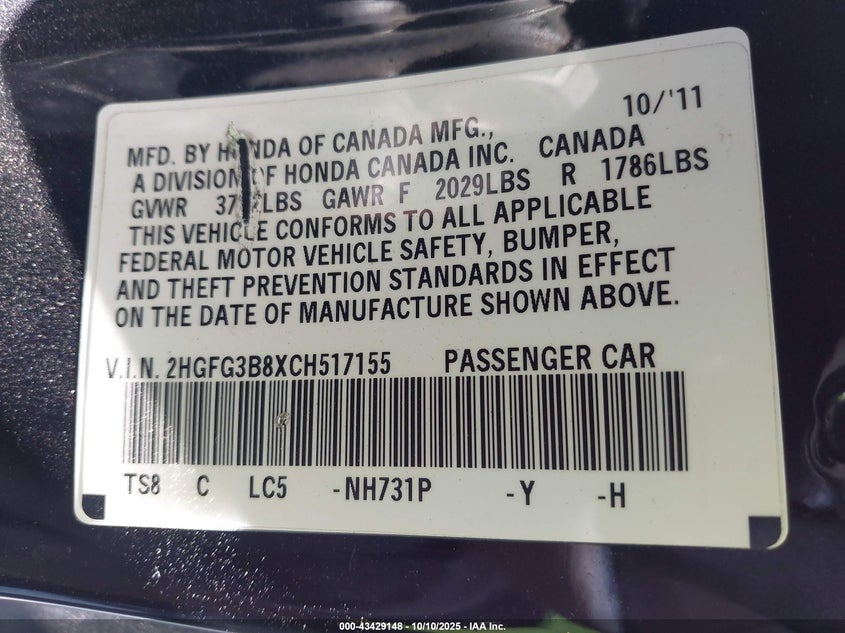 10/'11
MFD. BY HONDA OF CANADA MFG.,
A DIVISION OF HONDA CANADA INC. CANADA
GVWR LBS GAWR F 2029LBS R 1786LBS
THIS VEHICLE CONFORMS TO ALL APPLICABLE
FEDERAL MOTOR VEHICLE SAFETY, BUMPER,
AND THEFT PREVENTION STANDARDS IN EFFECT
ON THE DATE OF MANUFACTURE SHOWN ABOVE.
V.I.N. 2HGFG3B8XCH517155 PASSENGER CAR
TS8 C LC5 -NH731P -Y -H
000-43429148 - 10/10/2025 - IAA Inc.